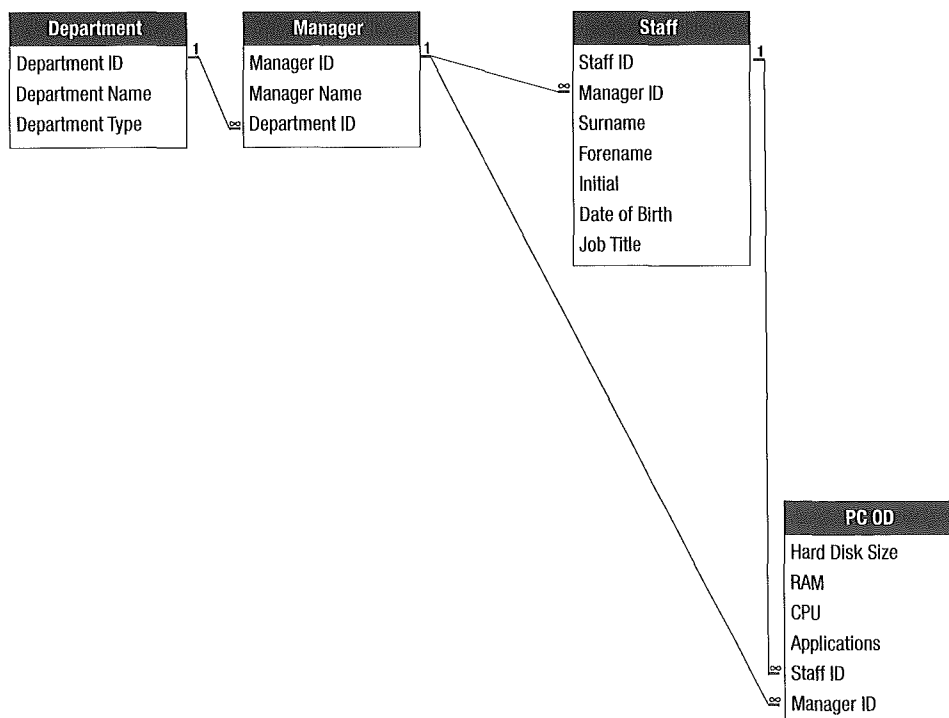 Department
Department ID
Department Name
Department Type
1
∞
Manager
Manager ID
Manager Name
Department ID
1
∞
Staff
Staff ID
Manager ID
Surname
Forename
Initial
Date of Birth
Job Title
1
PC OD
Hard Disk Size
RAM
CPU
Applications
∞
Staff ID
∞
Manager ID